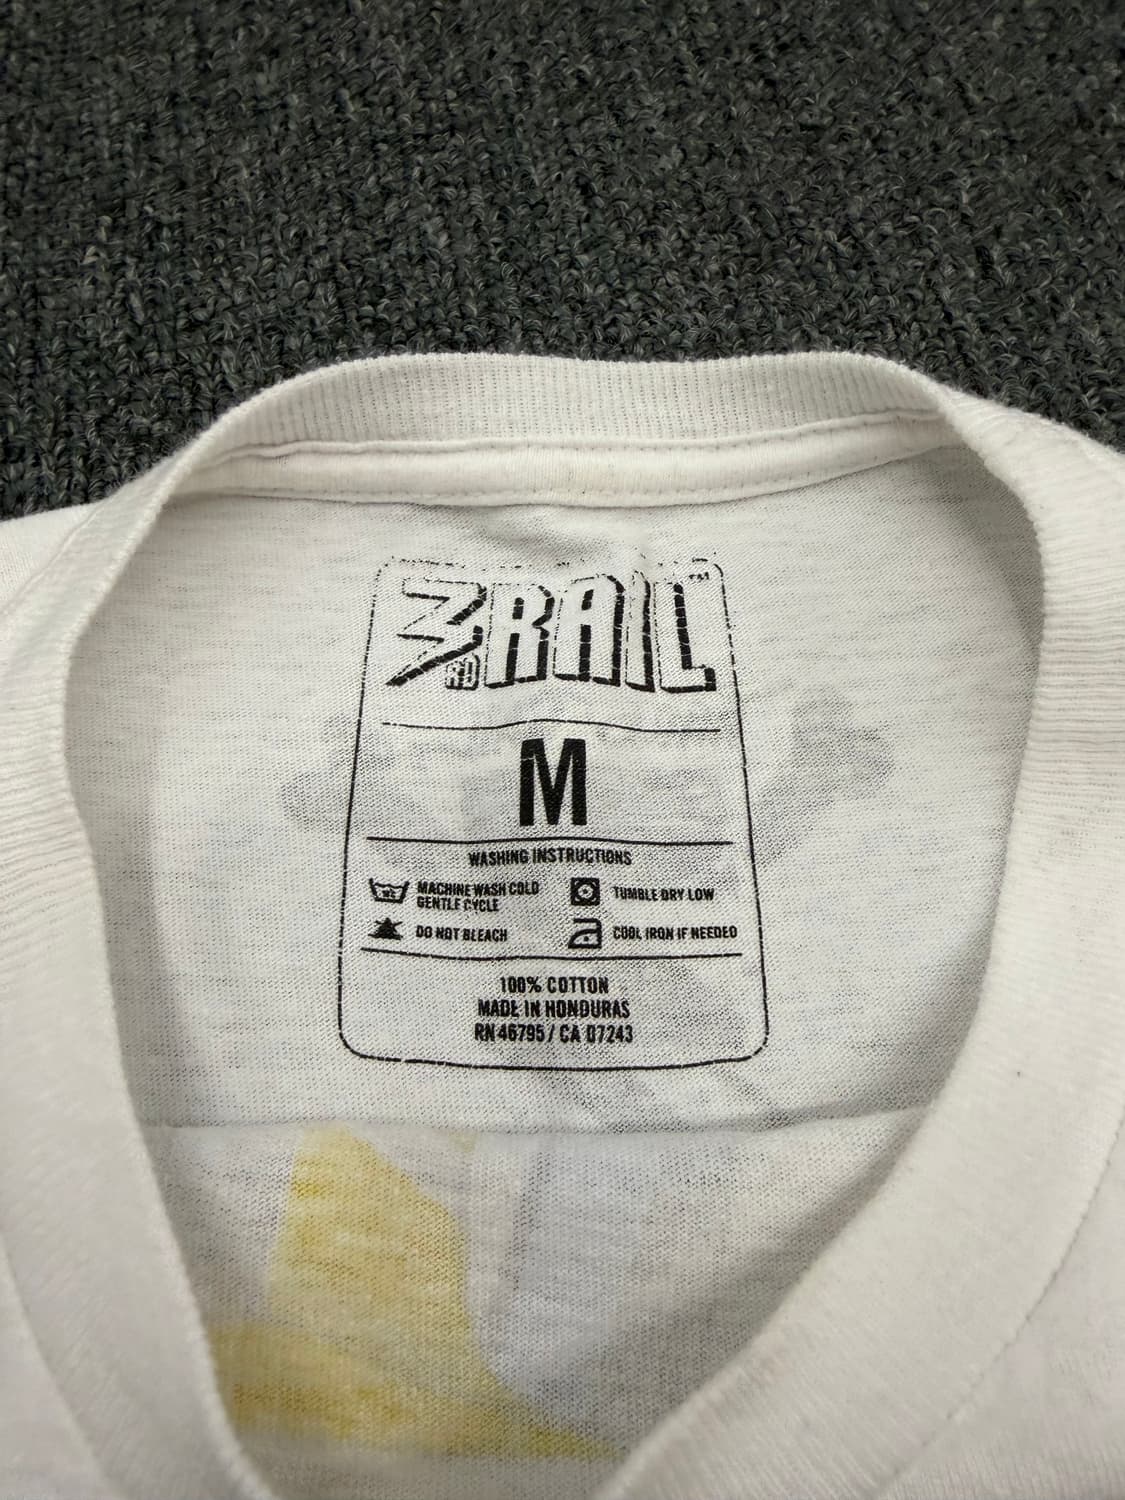 3RD RAIL™
M
WASHING INSTRUCTIONS
MACHINE WASH COLD
GENTLE CYCLE
TUMBLE DRY LOW
DO NOT BLEACH
COOL IRON IF NEEDED
100% COTTON
MADE IN HONDURAS
RN 46795 / CA 07243